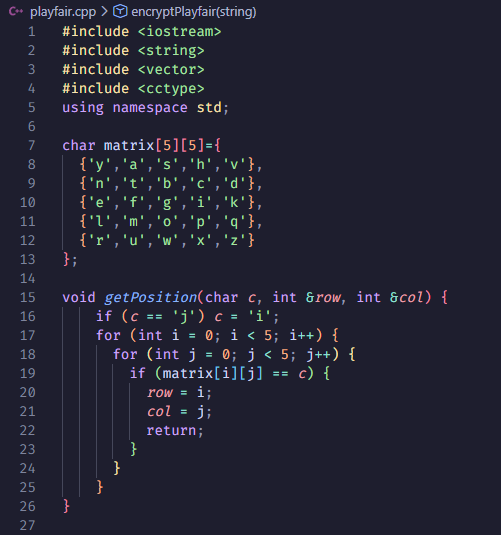 playfair.cpp > encryptPlayfair(string)
1 #include <iostream>
2 #include <string>
3 #include <vector>
4 #include <cctype>
5 using namespace std;
6
7 char matrix[5][5]={
8   {'y','a','s','h','v'},
9   {'n','t','b','c','d'},
10   {'e','f','g','i','k'},
11   {'l','m','o','p','q'},
12   {'r','u','w','x','z'}
13 };
14
15 void getPosition(char c, int &row, int &col) {
16     if (c == 'j') c = 'i';
17     for (int i = 0; i < 5; i++) {
18       for (int j = 0; j < 5; j++) {
19         if (matrix[i][j] == c) {
20           row = i;
21           col = j;
22           return;
23         }
24       }
25     }
26 }
27